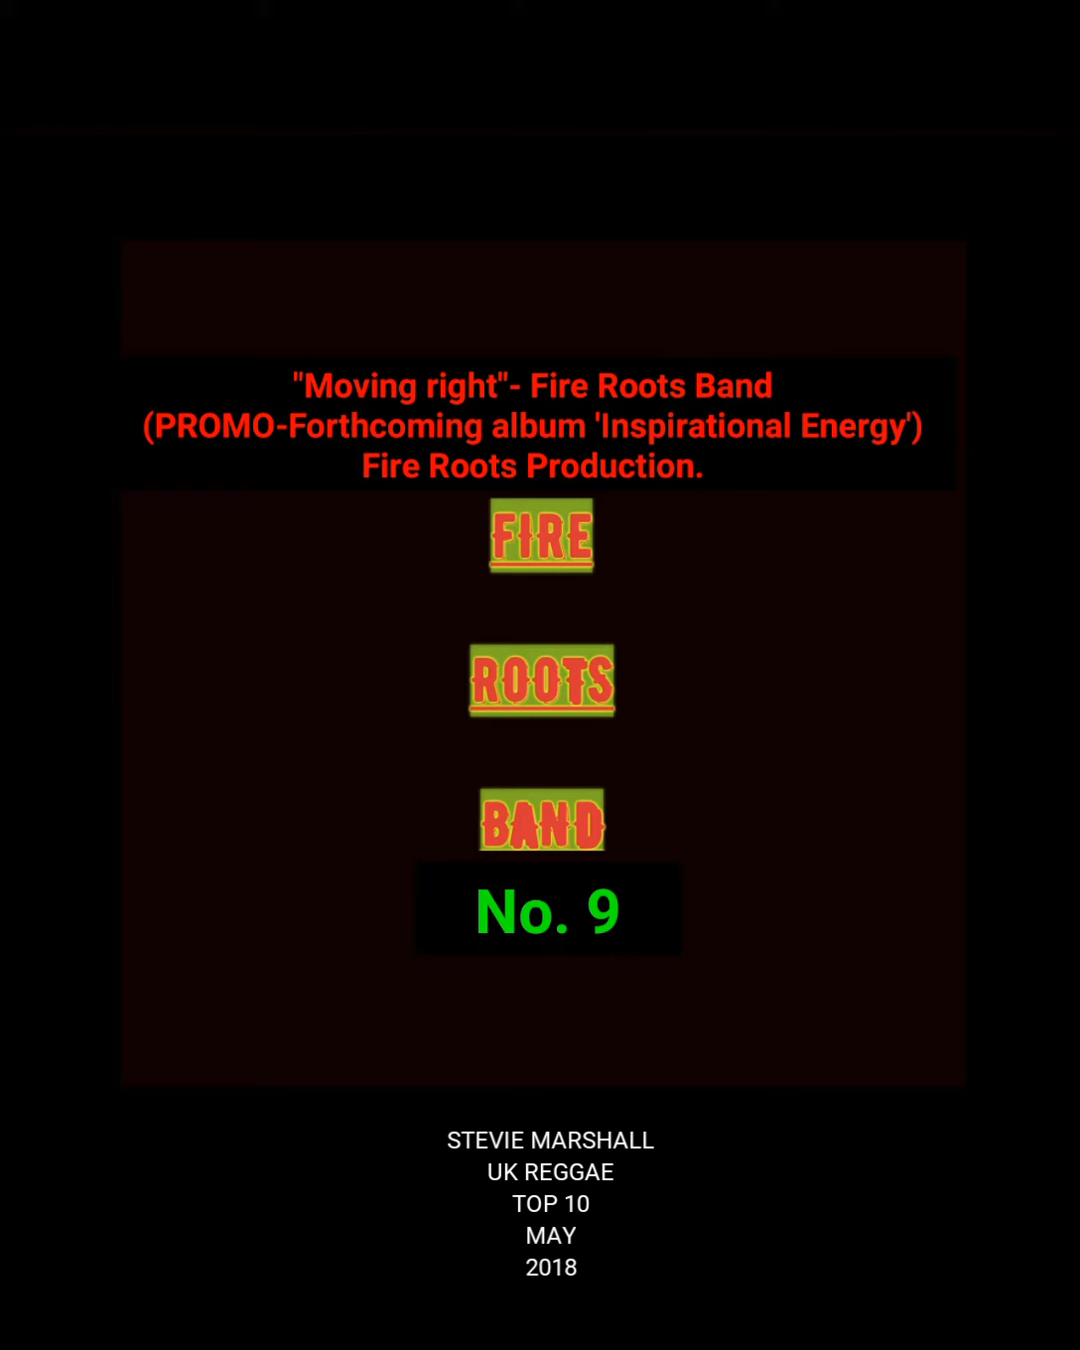 "Moving right"- Fire Roots Band
(PROMO-Forthcoming album 'Inspirational Energy')
Fire Roots Production.
FIRE
ROOTS
BAND
No. 9
STEVIE MARSHALL
UK REGGAE
TOP 10
MAY
2018